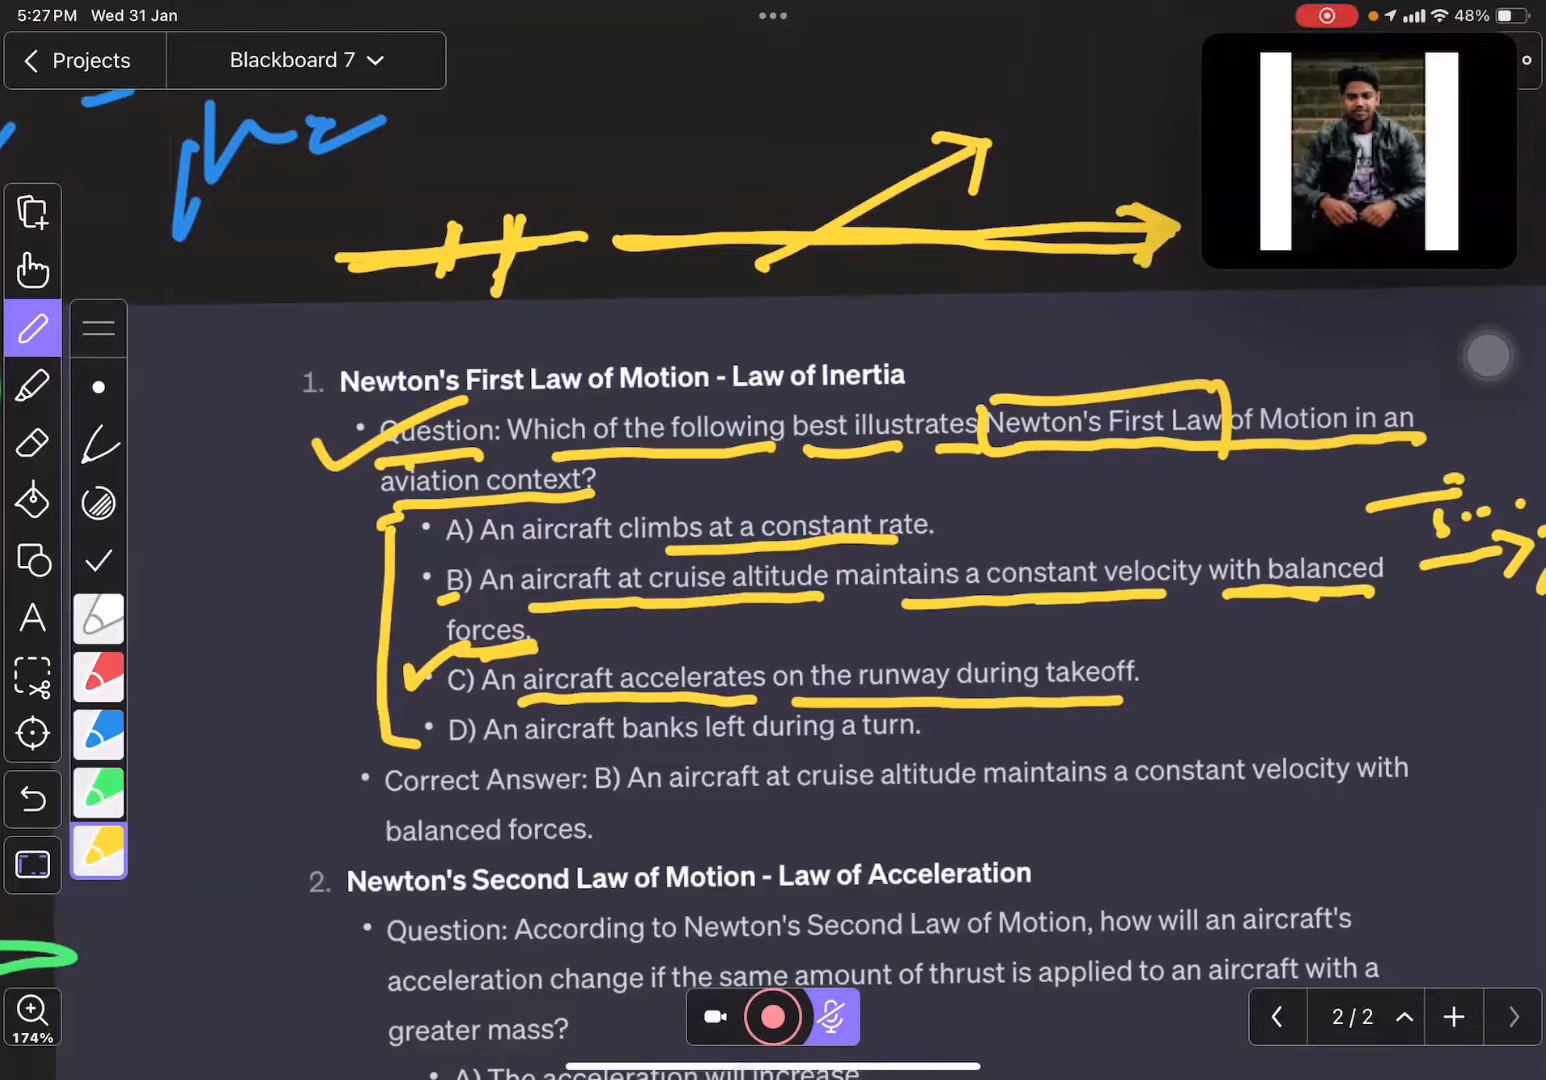 5:27 PM Wed 31 Jan
48%
Projects
Blackboard 7
1. Newton's First Law of Motion - Law of Inertia
• Question: Which of the following best illustrates Newton's First Law of Motion in an
aviation context?
• A) An aircraft climbs at a constant rate.
• B) An aircraft at cruise altitude maintains a constant velocity with balanced
forces.
• C) An aircraft accelerates on the runway during takeoff.
• D) An aircraft banks left during a turn.
• Correct Answer: B) An aircraft at cruise altitude maintains a constant velocity with
balanced forces.
2. Newton's Second Law of Motion - Law of Acceleration
• Question: According to Newton's Second Law of Motion, how will an aircraft's
acceleration change if the same amount of thrust is applied to an aircraft with a
greater mass?
• A) The acceleration will increase
174%
2 / 2